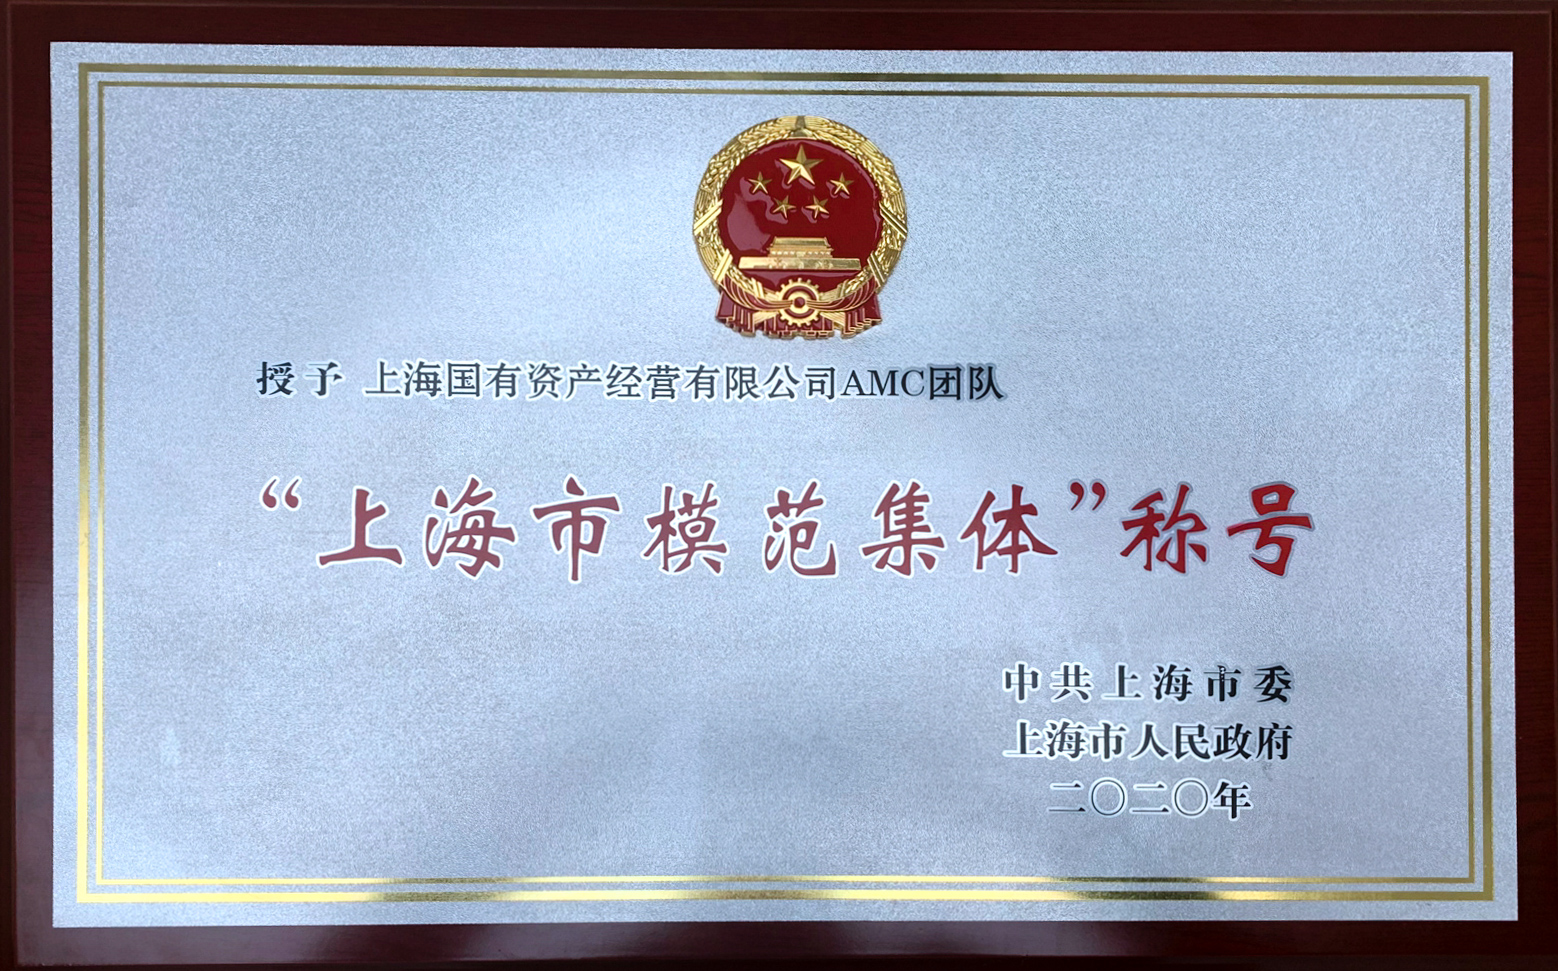 授予 上海国有资产经营有限公司AMC团队
“上海市模范集体”称号
中共上海市委
上海市人民政府
二〇二〇年